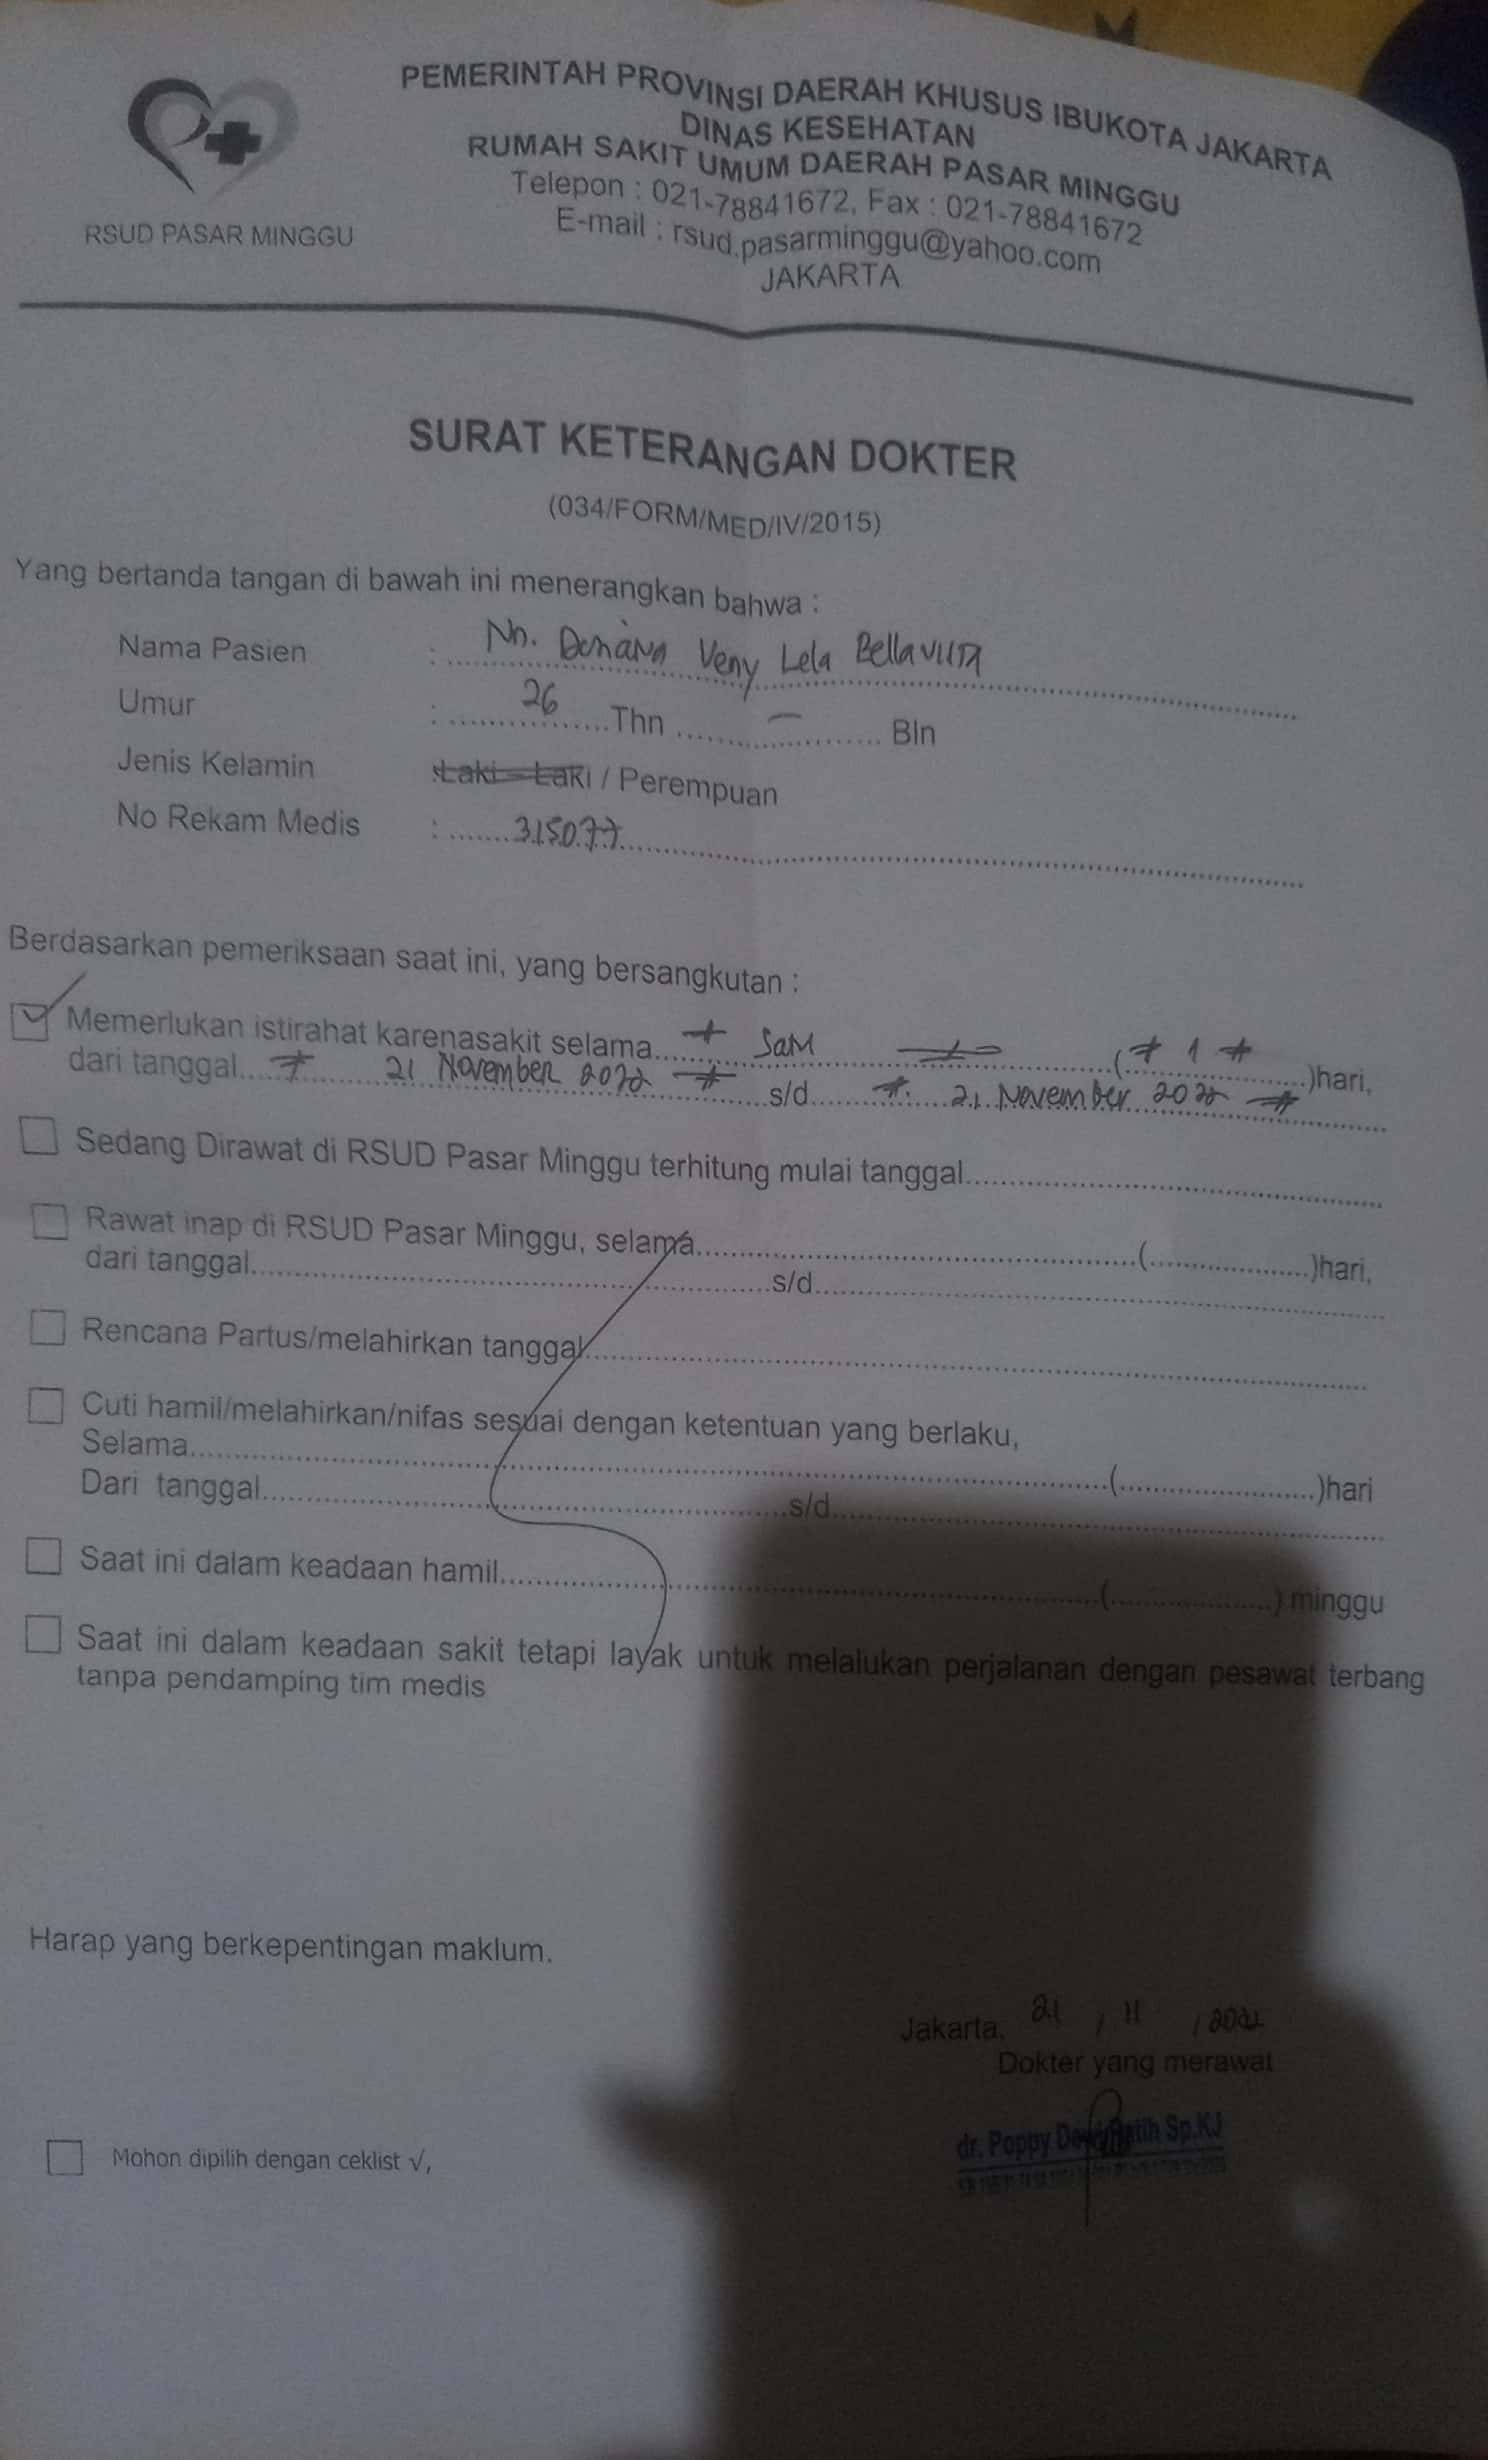 PEMERINTAH PROVINSI DAERAH KHUSUS IBUKOTA JAKARTA
DINAS KESEHATAN
RUMAH SAKIT UMUM DAERAH PASAR MINGGU
Telepon : 021-78841672, Fax : 021-78841672
E-mail : rsud.pasarminggu@yahoo.com
JAKARTA
RSUD PASAR MINGGU
SURAT KETERANGAN DOKTER
(034/FORM/MED/IV/2015)
Yang bertanda tangan di bawah ini menerangkan bahwa :
Nama Pasien : Nn. Veny Lela
Umur : 26 Thn - Bln
Jenis Kelamin : Laki – Laki / Perempuan
No Rekam Medis : 315077
Berdasarkan pemeriksaan saat ini, yang bersangkutan :
Memerlukan istirahat karenasakit selama ( 1 )hari,
dari tanggal 21 November 2022 s/d 21 November 2022
Sedang Dirawat di RSUD Pasar Minggu terhitung mulai tanggal
Rawat inap di RSUD Pasar Minggu, selama ( )hari,
dari tanggal s/d
Rencana Partus/melahirkan tanggal
Cuti hamil/melahirkan/nifas sesuai dengan ketentuan yang berlaku,
Selama ( )hari
Dari tanggal s/d
Saat ini dalam keadaan hamil ( ) minggu
Saat ini dalam keadaan sakit tetapi layak untuk melalukan perjalanan dengan pesawat terbang
tanpa pendamping tim medis
Harap yang berkepentingan maklum.
Jakarta, 21 / 11 / 2022
Dokter yang merawat
dr. Poppy Sp.KJ
Mohon dipilih dengan ceklist √,